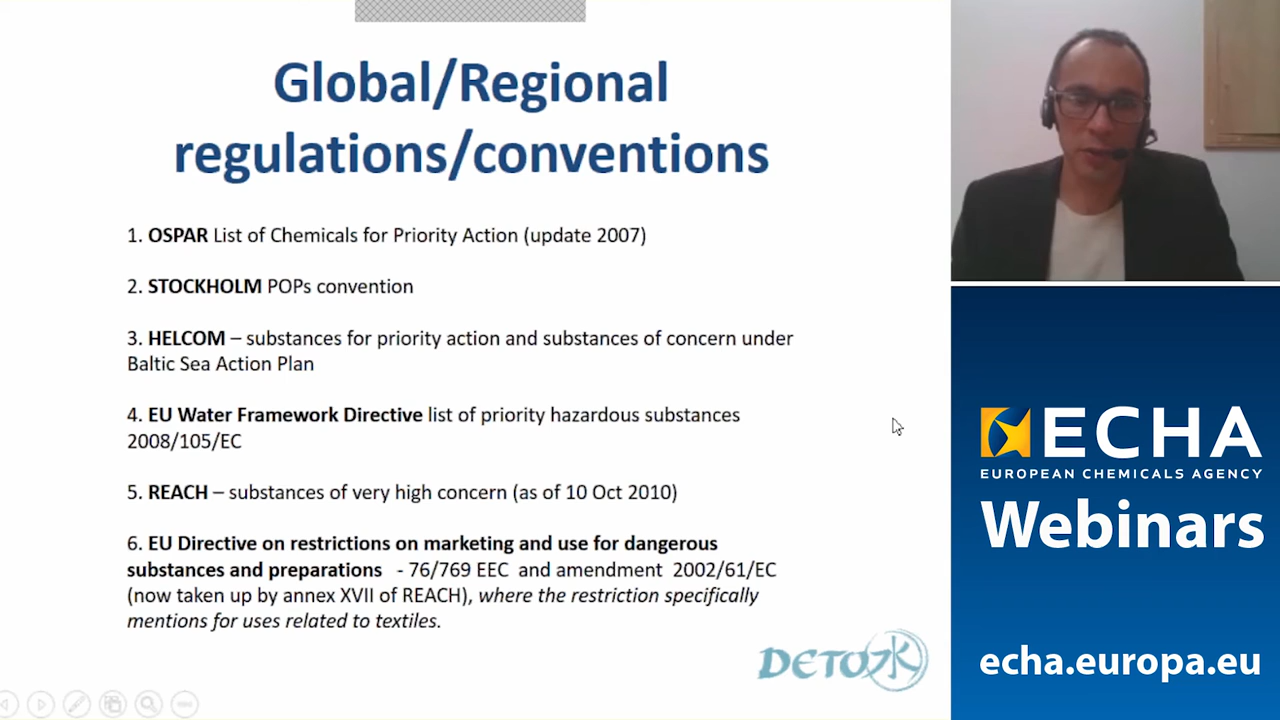 Global/Regional
regulations/conventions
1. OSPAR List of Chemicals for Priority Action (update 2007)
2. STOCKHOLM POPs convention
3. HELCOM – substances for priority action and substances of concern under
Baltic Sea Action Plan
4. EU Water Framework Directive list of priority hazardous substances
2008/105/EC
5. REACH – substances of very high concern (as of 10 Oct 2010)
6. EU Directive on restrictions on marketing and use for dangerous
substances and preparations - 76/769 EEC and amendment 2002/61/EC
(now taken up by annex XVII of REACH), where the restriction specifically
mentions for uses related to textiles.
DETO水
ECHA
EUROPEAN CHEMICALS AGENCY
Webinars
echa.europa.eu